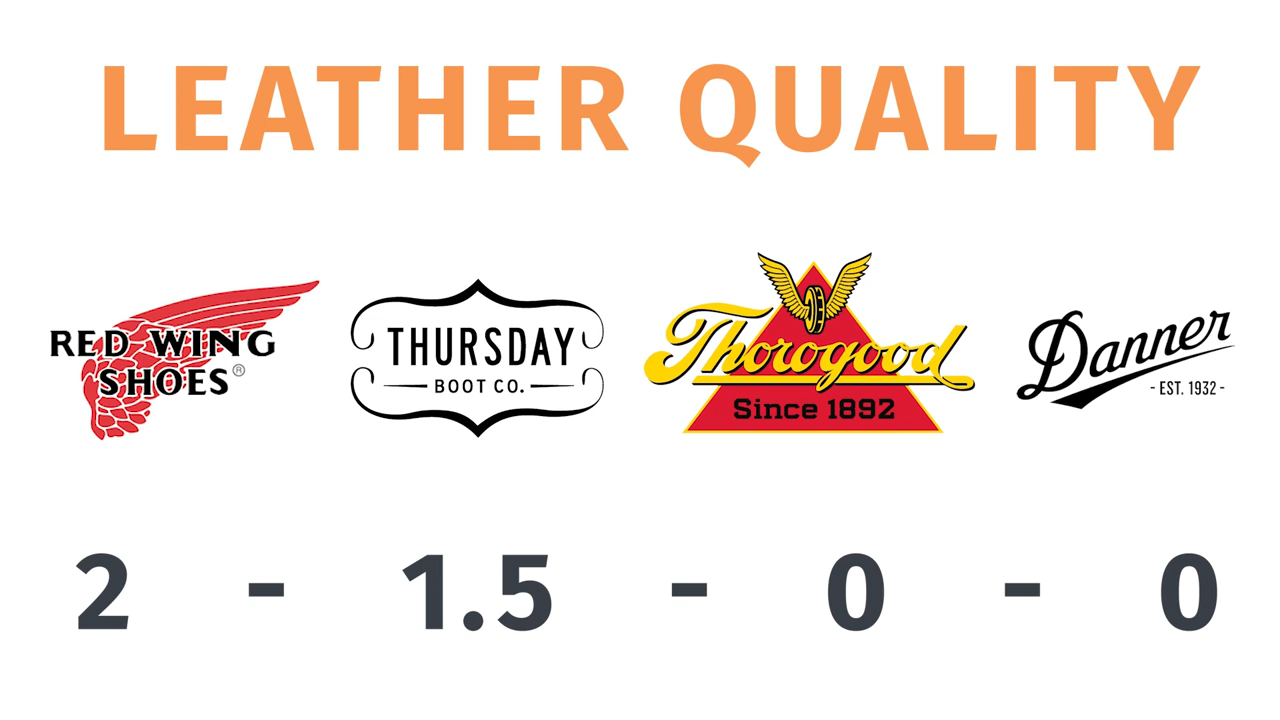 LEATHER QUALITY
RED WING
SHOES®
THURSDAY
BOOT CO.
Thorogood
Since 1892
Danner
- EST. 1932 -
2 - 1.5 - 0 - 0